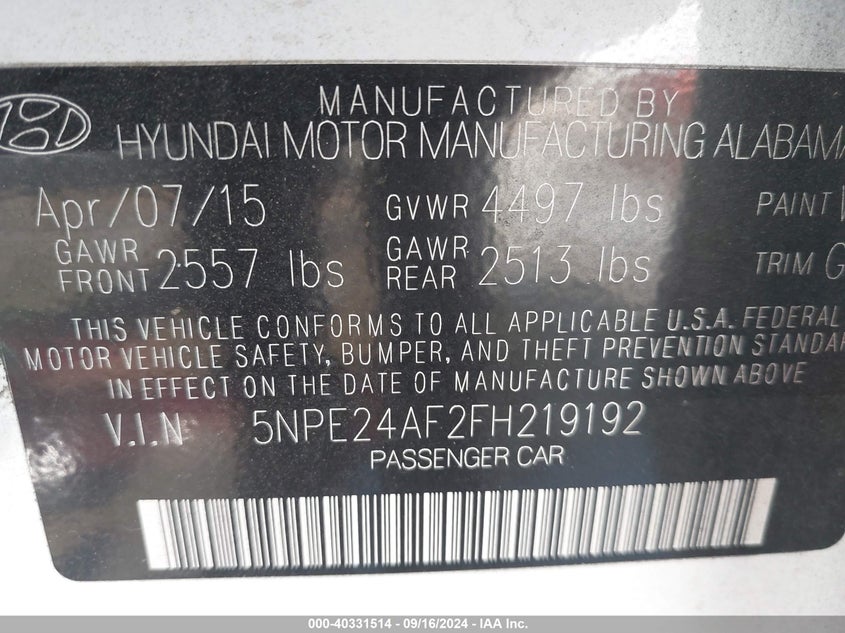 MANUFACTURED BY
HYUNDAI MOTOR MANUFACTURING ALABAMA
Apr/07/15 GVWR 4497 lbs PAINT
GAWR FRONT 2557 lbs GAWR REAR 2513 lbs TRIM G
THIS VEHICLE CONFORMS TO ALL APPLICABLE U.S.A. FEDERAL
MOTOR VEHICLE SAFETY, BUMPER, AND THEFT PREVENTION STANDAR
IN EFFECT ON THE DATE OF MANUFACTURE SHOWN ABOVE
V.I.N 5NPE24AF2FH219192
PASSENGER CAR
000-40331514 - 09/16/2024 - IAA Inc.